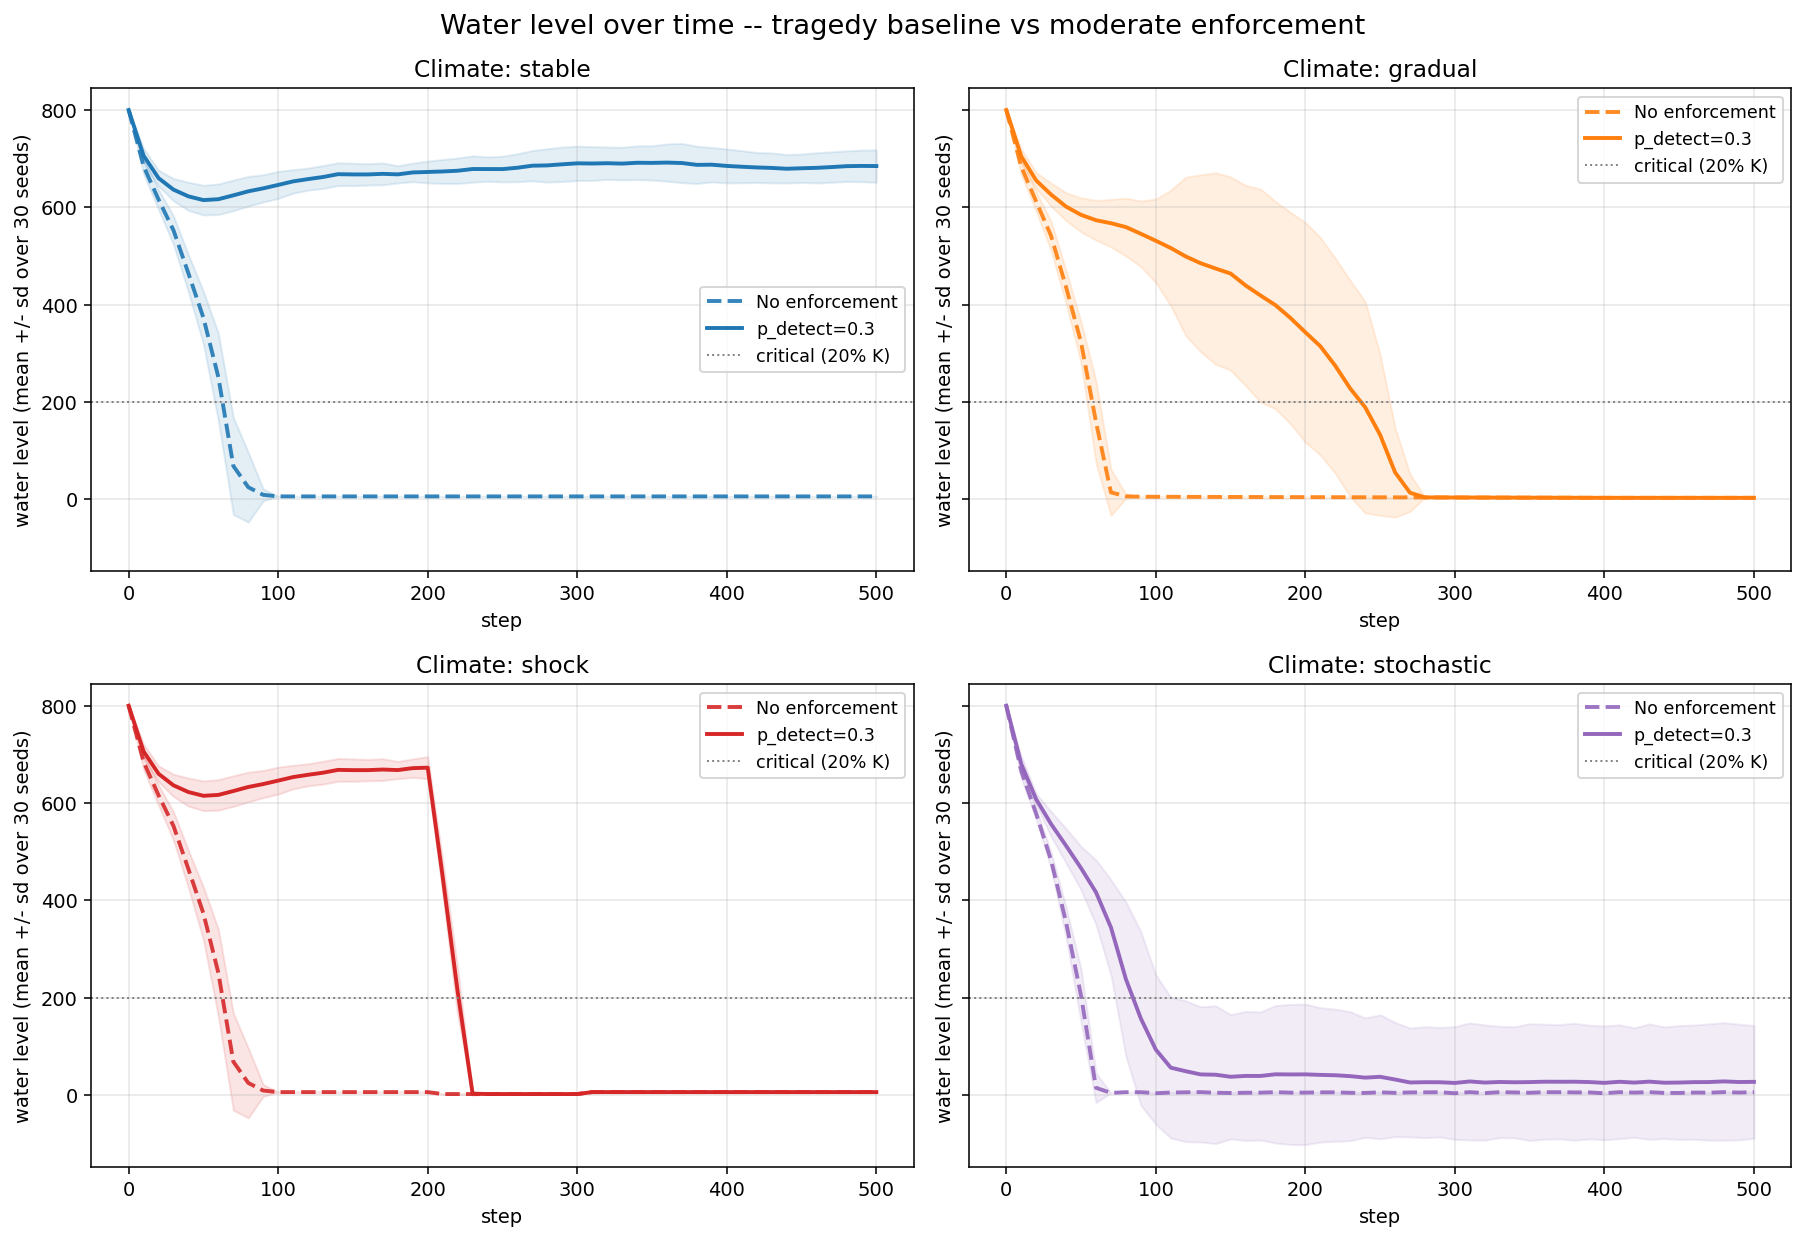 Water level over time -- tragedy baseline vs moderate enforcement
Climate: stable
water level (mean +/- sd over 30 seeds)
800
600
400
200
0
No enforcement
p_detect=0.3
critical (20% K)
0 100 200 300 400 500
step
Climate: gradual
water level (mean +/- sd over 30 seeds)
No enforcement
p_detect=0.3
critical (20% K)
0 100 200 300 400 500
step
Climate: shock
water level (mean +/- sd over 30 seeds)
800
600
400
200
0
No enforcement
p_detect=0.3
critical (20% K)
0 100 200 300 400 500
step
Climate: stochastic
water level (mean +/- sd over 30 seeds)
No enforcement
p_detect=0.3
critical (20% K)
0 100 200 300 400 500
step